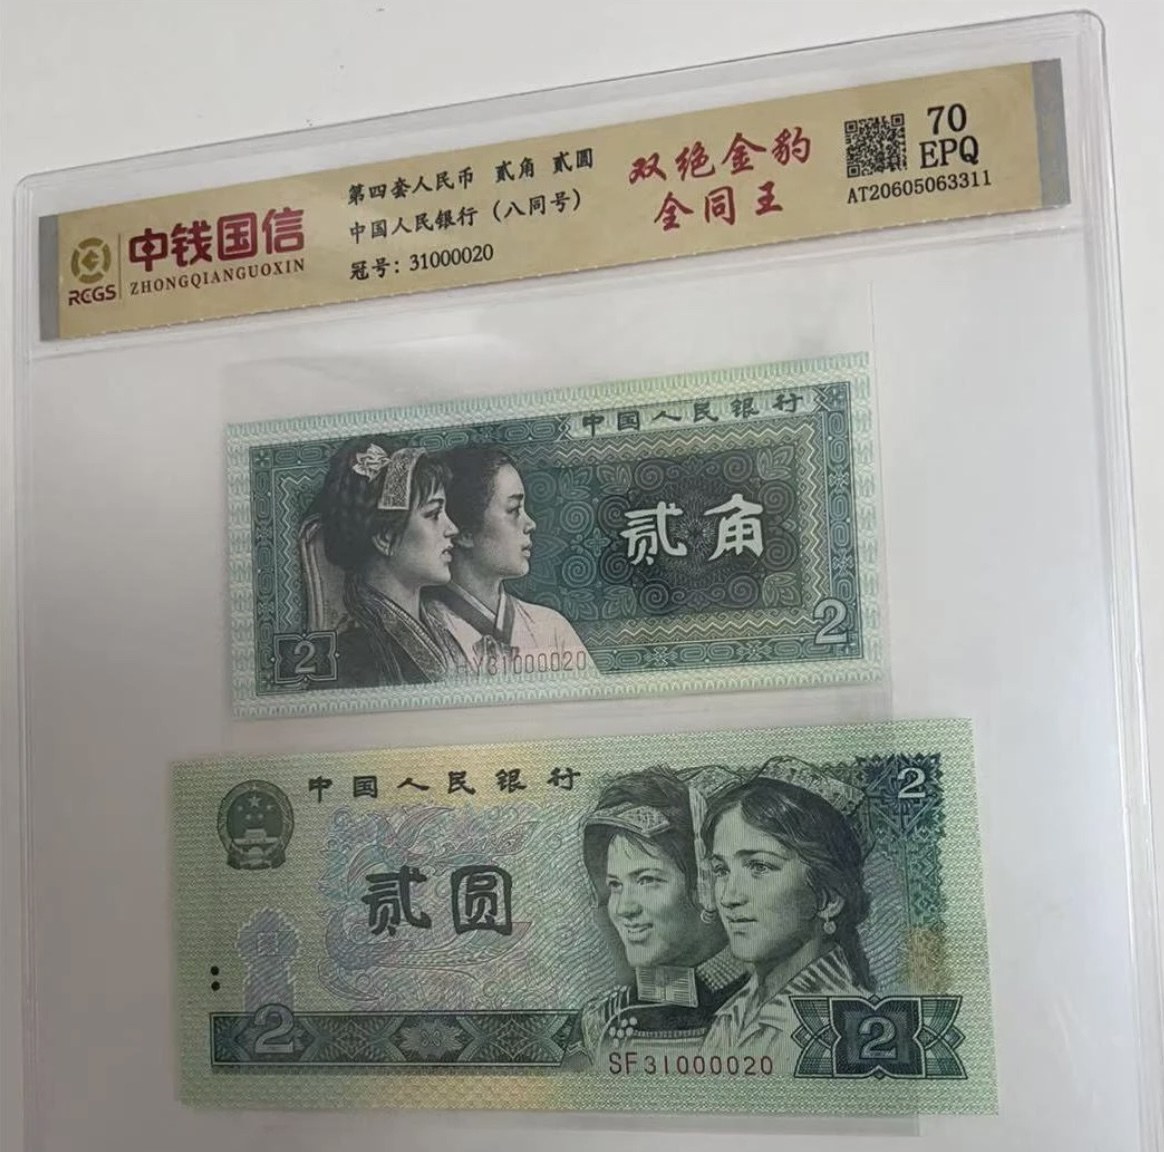 中钱国信
RCGS
ZHONGQIANGUOXIN
第四套人民币 贰角 贰圆
中国人民银行（八同号）
冠号：31000020
双绝金豹
全同王
70
EPQ
AT20605063311
中国人民银行
贰角
2
2
HY31000020
中国人民银行
2
贰圆
2
SF31000020
2